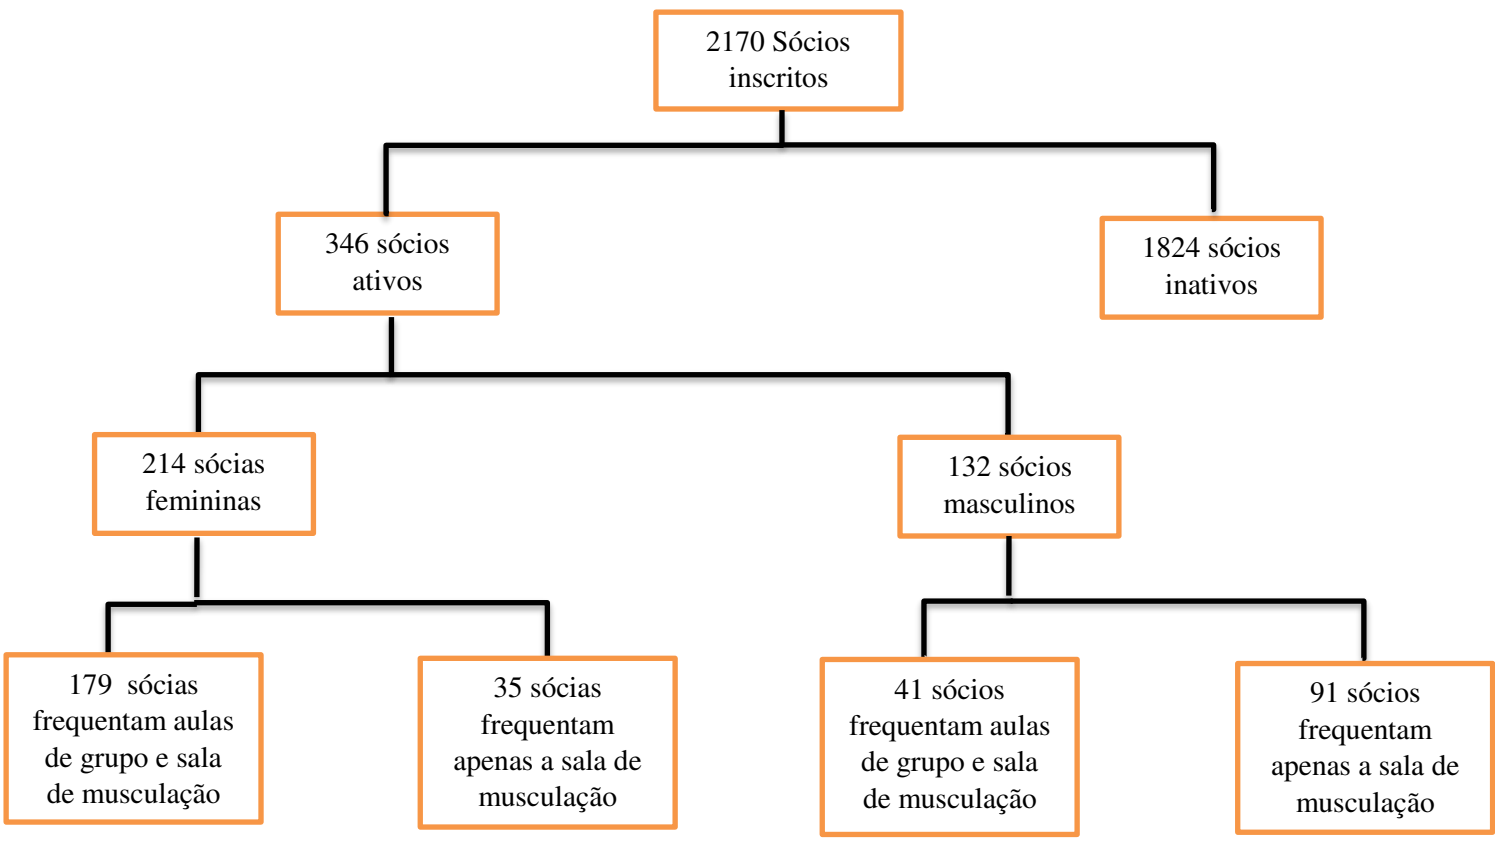 2170 Sócios
inscritos
346 sócios
ativos
1824 sócios
inativos
214 sócias
femininas
132 sócios
masculinos
179  sócias
frequentam aulas
de grupo e sala
de musculação
35 sócias
frequentam
apenas a sala de
musculação
41 sócios
frequentam aulas
de grupo e sala
de musculação
91 sócios
frequentam
apenas a sala de
musculação